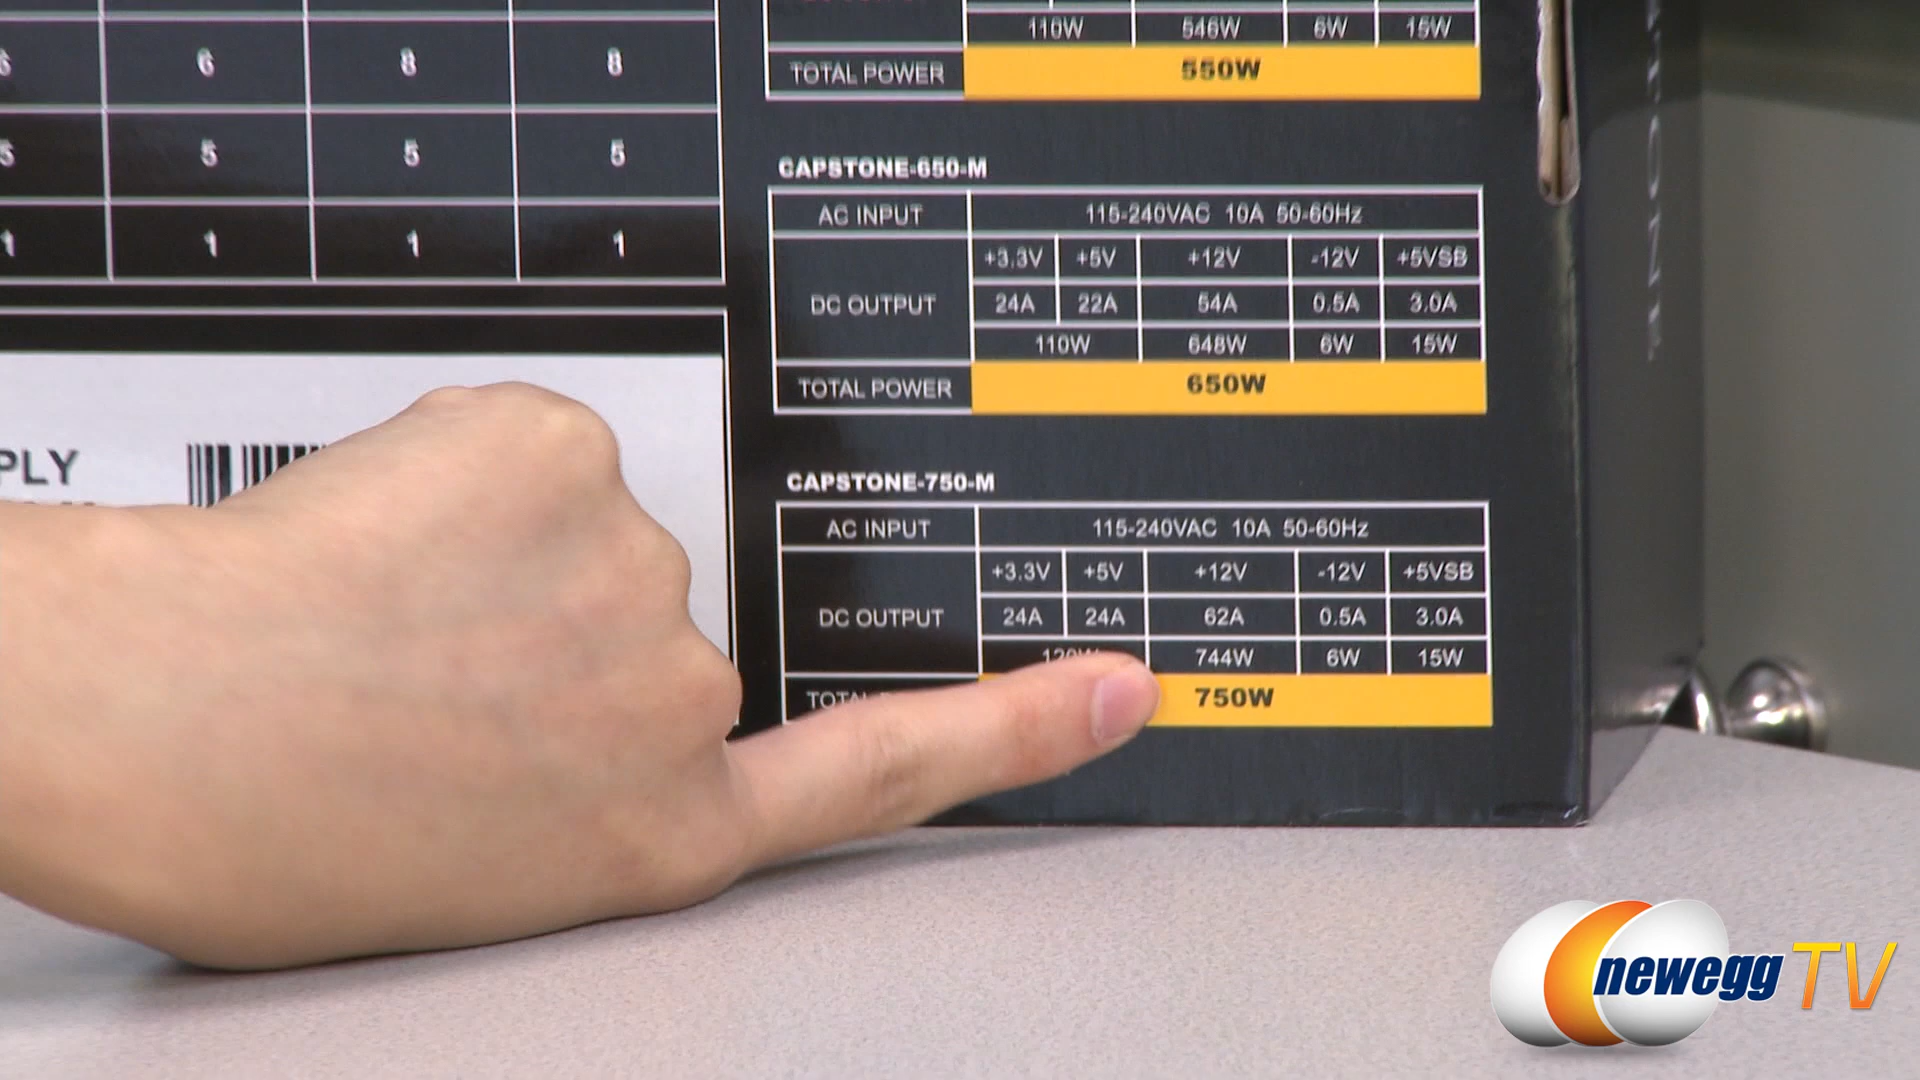 6 6 8 8
5 5 5 5
1 1 1 1
PLY
110W 546W 6W 15W
TOTAL POWER 550W
CAPSTONE-650-M
AC INPUT 115-240VAC 10A 50-60Hz
+3.3V +5V +12V -12V +5VSB
DC OUTPUT 24A 22A 54A 0.5A 3.0A
110W 648W 6W 15W
TOTAL POWER 650W
CAPSTONE-750-M
AC INPUT 115-240VAC 10A 50-60Hz
+3.3V +5V +12V -12V +5VSB
DC OUTPUT 24A 24A 62A 0.5A 3.0A
120W 744W 6W 15W
750W
newegg TV